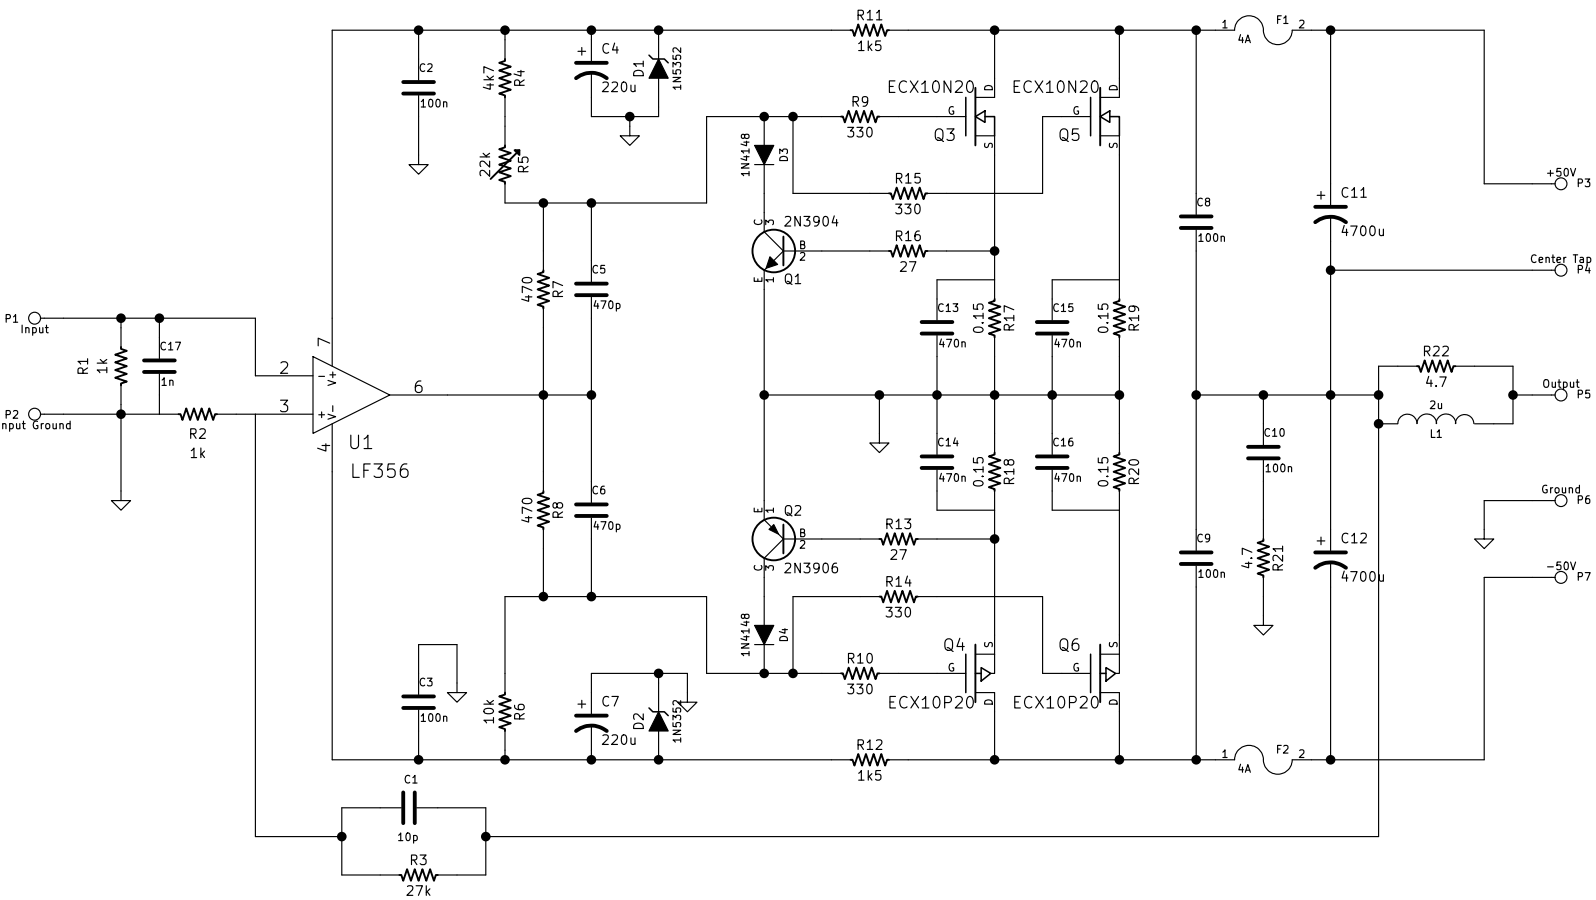 R11
1k5
1
F1
2
4A
C2
100n
4k7
R4
+
C4
220u
D1
1N5352
ECX10N20
D
G
Q3
S
ECX10N20
D
G
Q5
S
R9
330
22k
R5
1N4148
D3
R15
330
+50V
P3
+
C11
4700u
C8
100n
C
3
2N3904
B
2
E
1
Q1
R16
27
Center Tap
P4
470
R7
C5
470p
C13
470n
0.15
R17
C15
470n
0.15
R19
P1
Input
R1
1k
C17
1n
7
2
−
V+
3
+
V−
4
6
U1
LF356
P2
nput Ground
R2
1k
R22
4.7
2u
L1
Output
P5
C14
470n
0.15
R18
C16
470n
0.15
R20
C10
100n
4.7
R21
470
R8
C6
470p
E
1
Q2
B
2
C
3
2N3906
R13
27
Ground
P6
C9
100n
+
C12
4700u
−50V
P7
R14
330
1N4148
D4
R10
330
Q4
S
G
D
ECX10P20
Q6
S
G
D
ECX10P20
C3
100n
10k
R6
+
C7
220u
D2
1N5352
R12
1k5
1
F2
2
4A
C1
10p
R3
27k